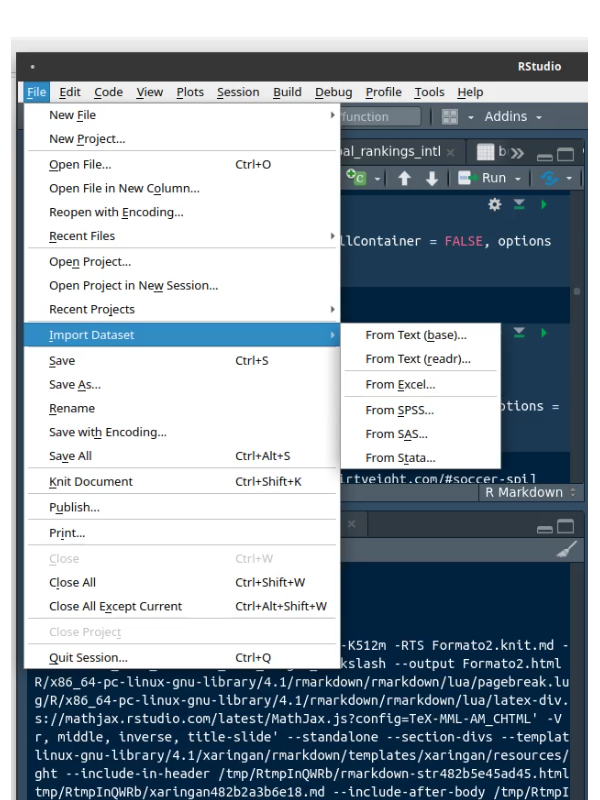 RStudio
File Edit Code View Plots Session Build Debug Profile Tools Help
New File
/function
Addins
New Project...
Open File... Ctrl+O
al_rankings_intl
b
Open File in New Column...
Run
Reopen with Encoding...
Recent Files
llContainer = FALSE, options
Open Project...
Open Project in New Session...
Recent Projects
Import Dataset
From Text (base)...
From Text (readr)...
From Excel...
From SPSS...
From SAS...
From Stata...
Save Ctrl+S
Save As...
Rename
ptions =
Save with Encoding...
Save All Ctrl+Alt+S
Knit Document Ctrl+Shift+K
irtyeight.com/#soccer-spil
R Markdown
Publish...
Print...
Close Ctrl+W
Close All Ctrl+Shift+W
Close All Except Current Ctrl+Alt+Shift+W
Close Project
Quit Session... Ctrl+Q
-K512m -RTS Formato2.knit.md -
kslash --output Formato2.html
R/x86_64-pc-linux-gnu-library/4.1/rmarkdown/rmarkdown/lua/pagebreak.lu
g/R/x86_64-pc-linux-gnu-library/4.1/rmarkdown/rmarkdown/lua/latex-div.
s://mathjax.rstudio.com/latest/MathJax.js?config=TeX-MML-AM_CHTML' -V
r, middle, inverse, title-slide' --standalone --section-divs --templat
linux-gnu-library/4.1/xaringan/rmarkdown/templates/xaringan/resources/
ght --include-in-header /tmp/RtmpInQWRb/rmarkdown-str482b5e45ad45.html
tmp/RtmpInQWRb/xaringan482b2a3b6e18.md --include-after-body /tmp/RtmpI